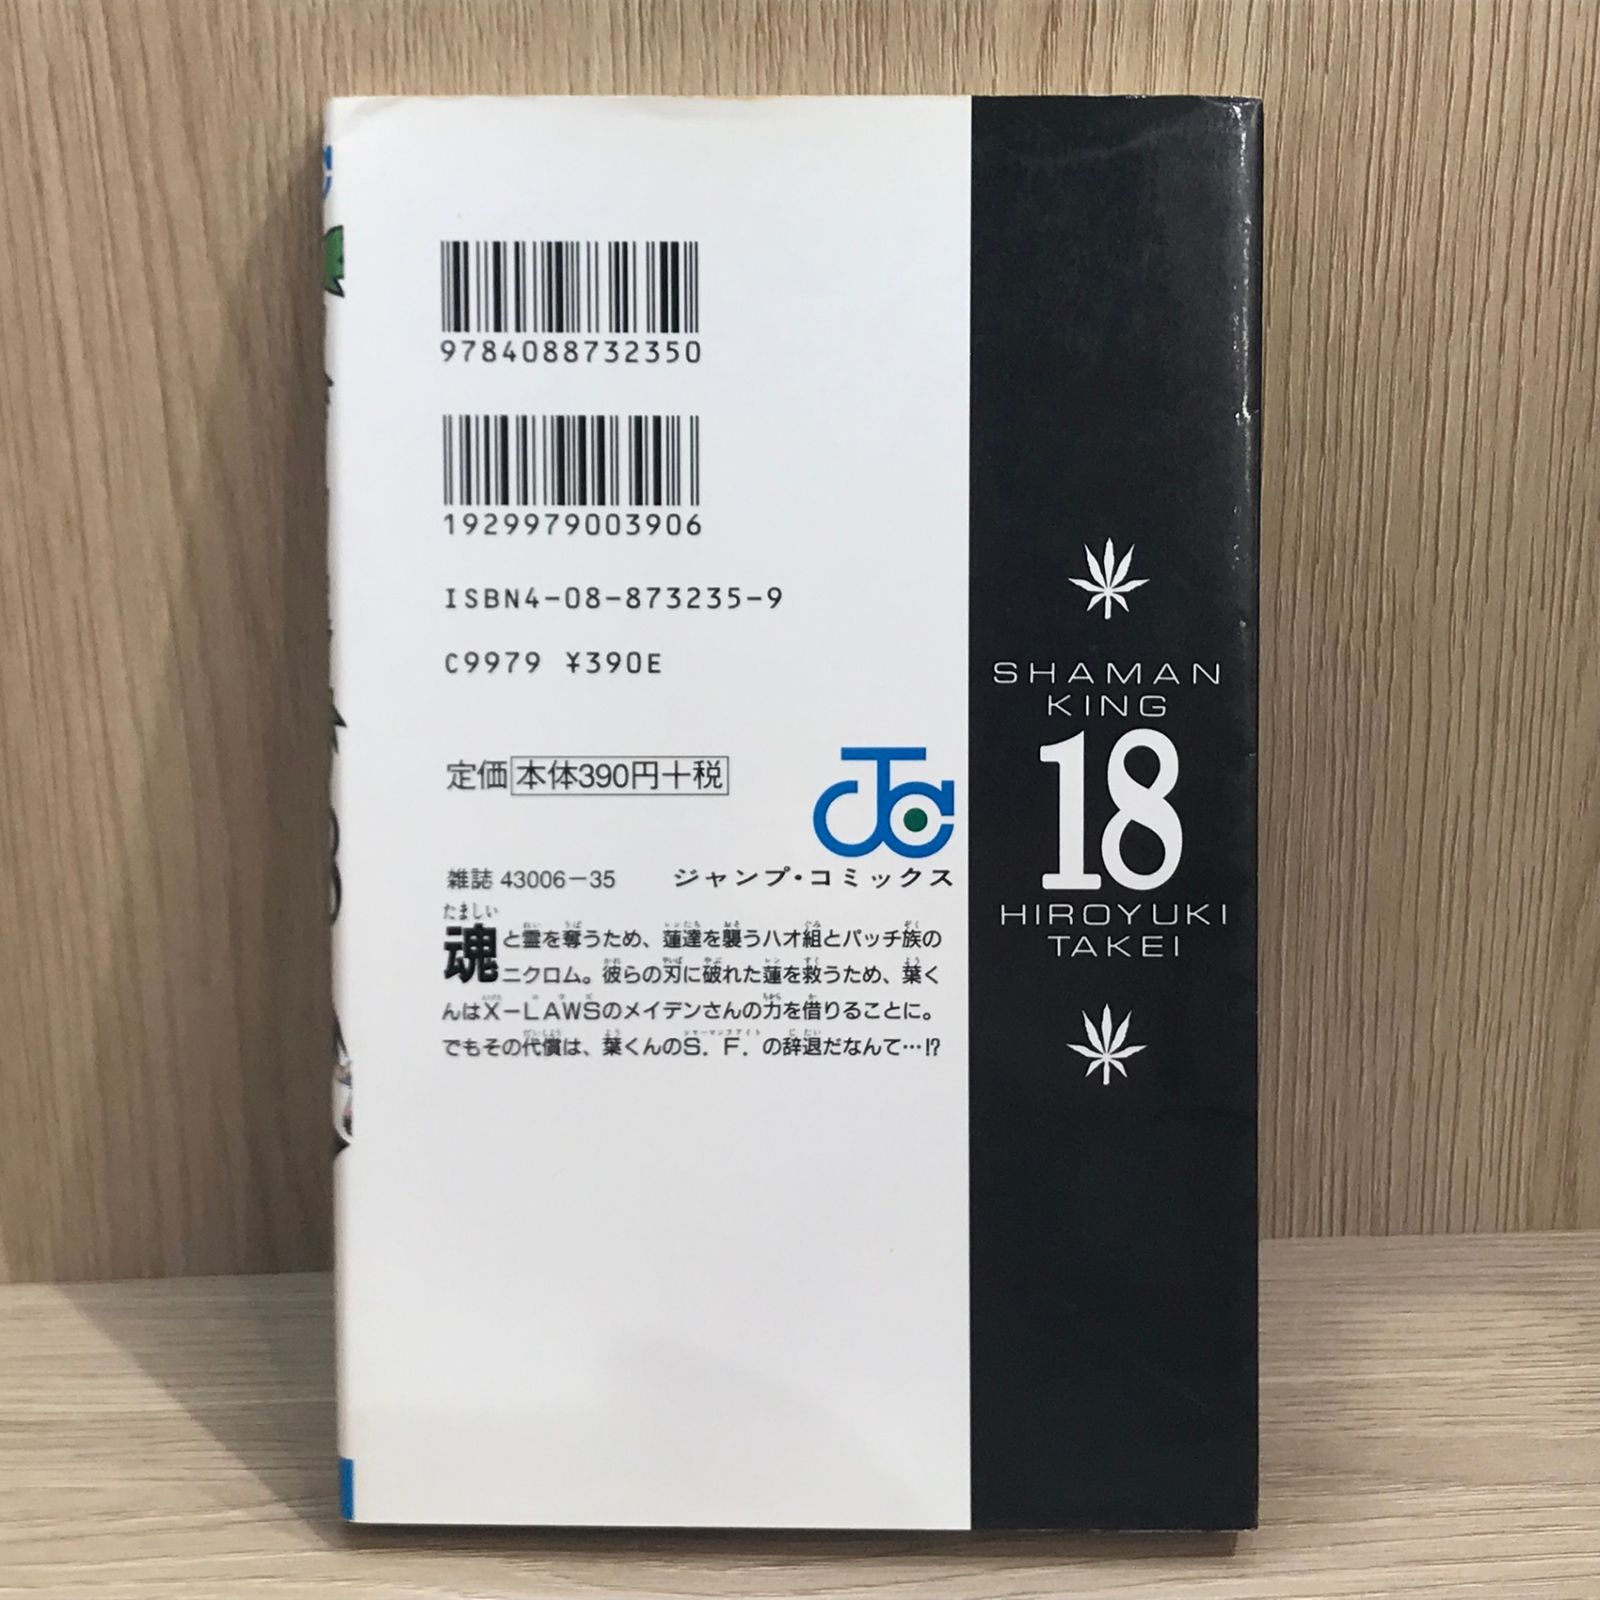 9784088732350
1929979003906
ISBN4-08-873235-9
C9979 ¥390E
定価 本体390円+税
JC
雑誌 43006-35
ジャンプ・コミックス
魂と霊を奪うため、蓮達を襲うハオ組とパッチ族の
ニクロム。彼らの刃に破れた蓮を救うため、葉く
んはX-LAWSのメイデンさんの力を借りることに。
でもその代償は、葉くんのS.F.の辞退だなんて…!?
SHAMAN
KING
18
HIROYUKI
TAKEI